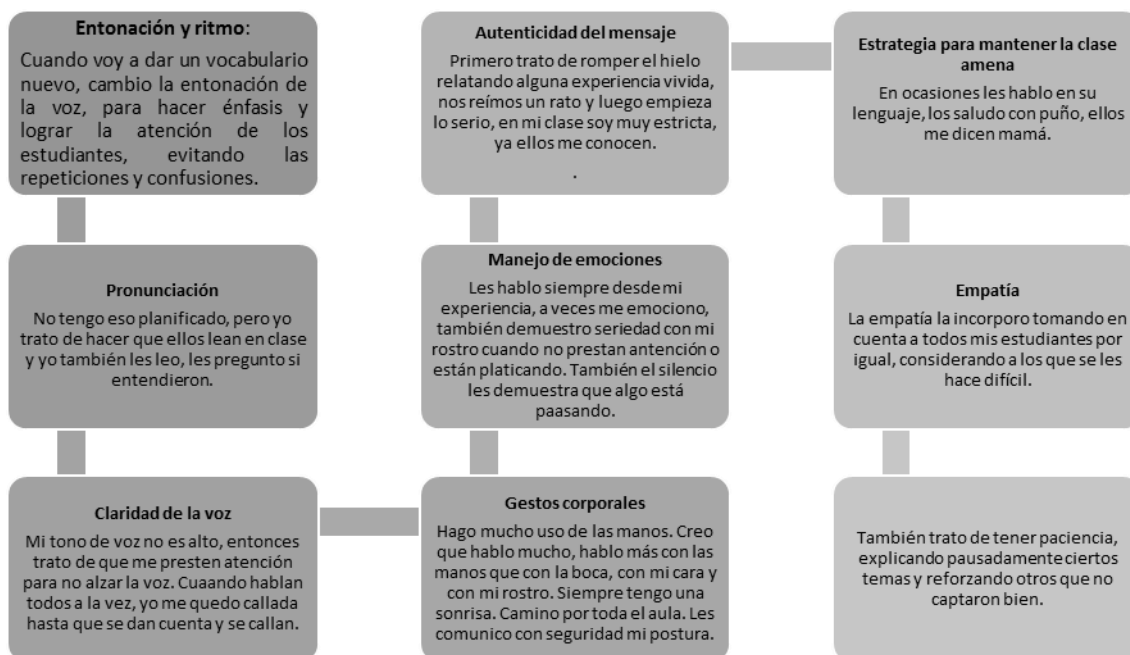 Entonación y ritmo:
Cuando voy a dar un vocabulario
nuevo, cambio la entonación de
la voz, para hacer énfasis y
lograr la atención de los
estudiantes, evitando las
repeticiones y confusiones.
Pronunciación
No tengo eso planificado, pero yo
trato de hacer que ellos lean en clase
y yo también les leo, les pregunto si
entendieron.
Claridad de la voz
Mi tono de voz no es alto, entonces
trato de que me presten atención
para no alzar la voz. Cuaando hablan
todos a la vez, yo me quedo callada
hasta que se dan cuenta y se callan.
Gestos corporales
Hago mucho uso de las manos. Creo
que hablo mucho, hablo más con las
manos que con la boca, con mi cara y
con mi rostro. Siempre tengo una
sonrisa. Camino por toda el aula. Les
comunico con seguridad mi postura.
Manejo de emociones
Les hablo siempre desde mi
experiencia, a veces me emociono,
también demuestro seriedad con mi
rostro cuando no prestan antención o
están platicando. También el silencio
les demuestra que algo está
paasando.
Autenticidad del mensaje
Primero trato de romper el hielo
relatando alguna experiencia vivida,
nos reímos un rato y luego empieza
lo serio, en mi clase soy muy estricta,
ya ellos me conocen.
.
Estrategia para mantener la clase
amena
En ocasiones les hablo en su
lenguaje, los saludo con puño, ellos
me dicen mamá.
Empatía
La empatía la incorporo tomando en
cuenta a todos mis estudiantes por
igual, considerando a los que se les
hace difícil.
También trato de tener paciencia,
explicando pausadamente ciertos
temas y reforzando otros que no
captaron bien.